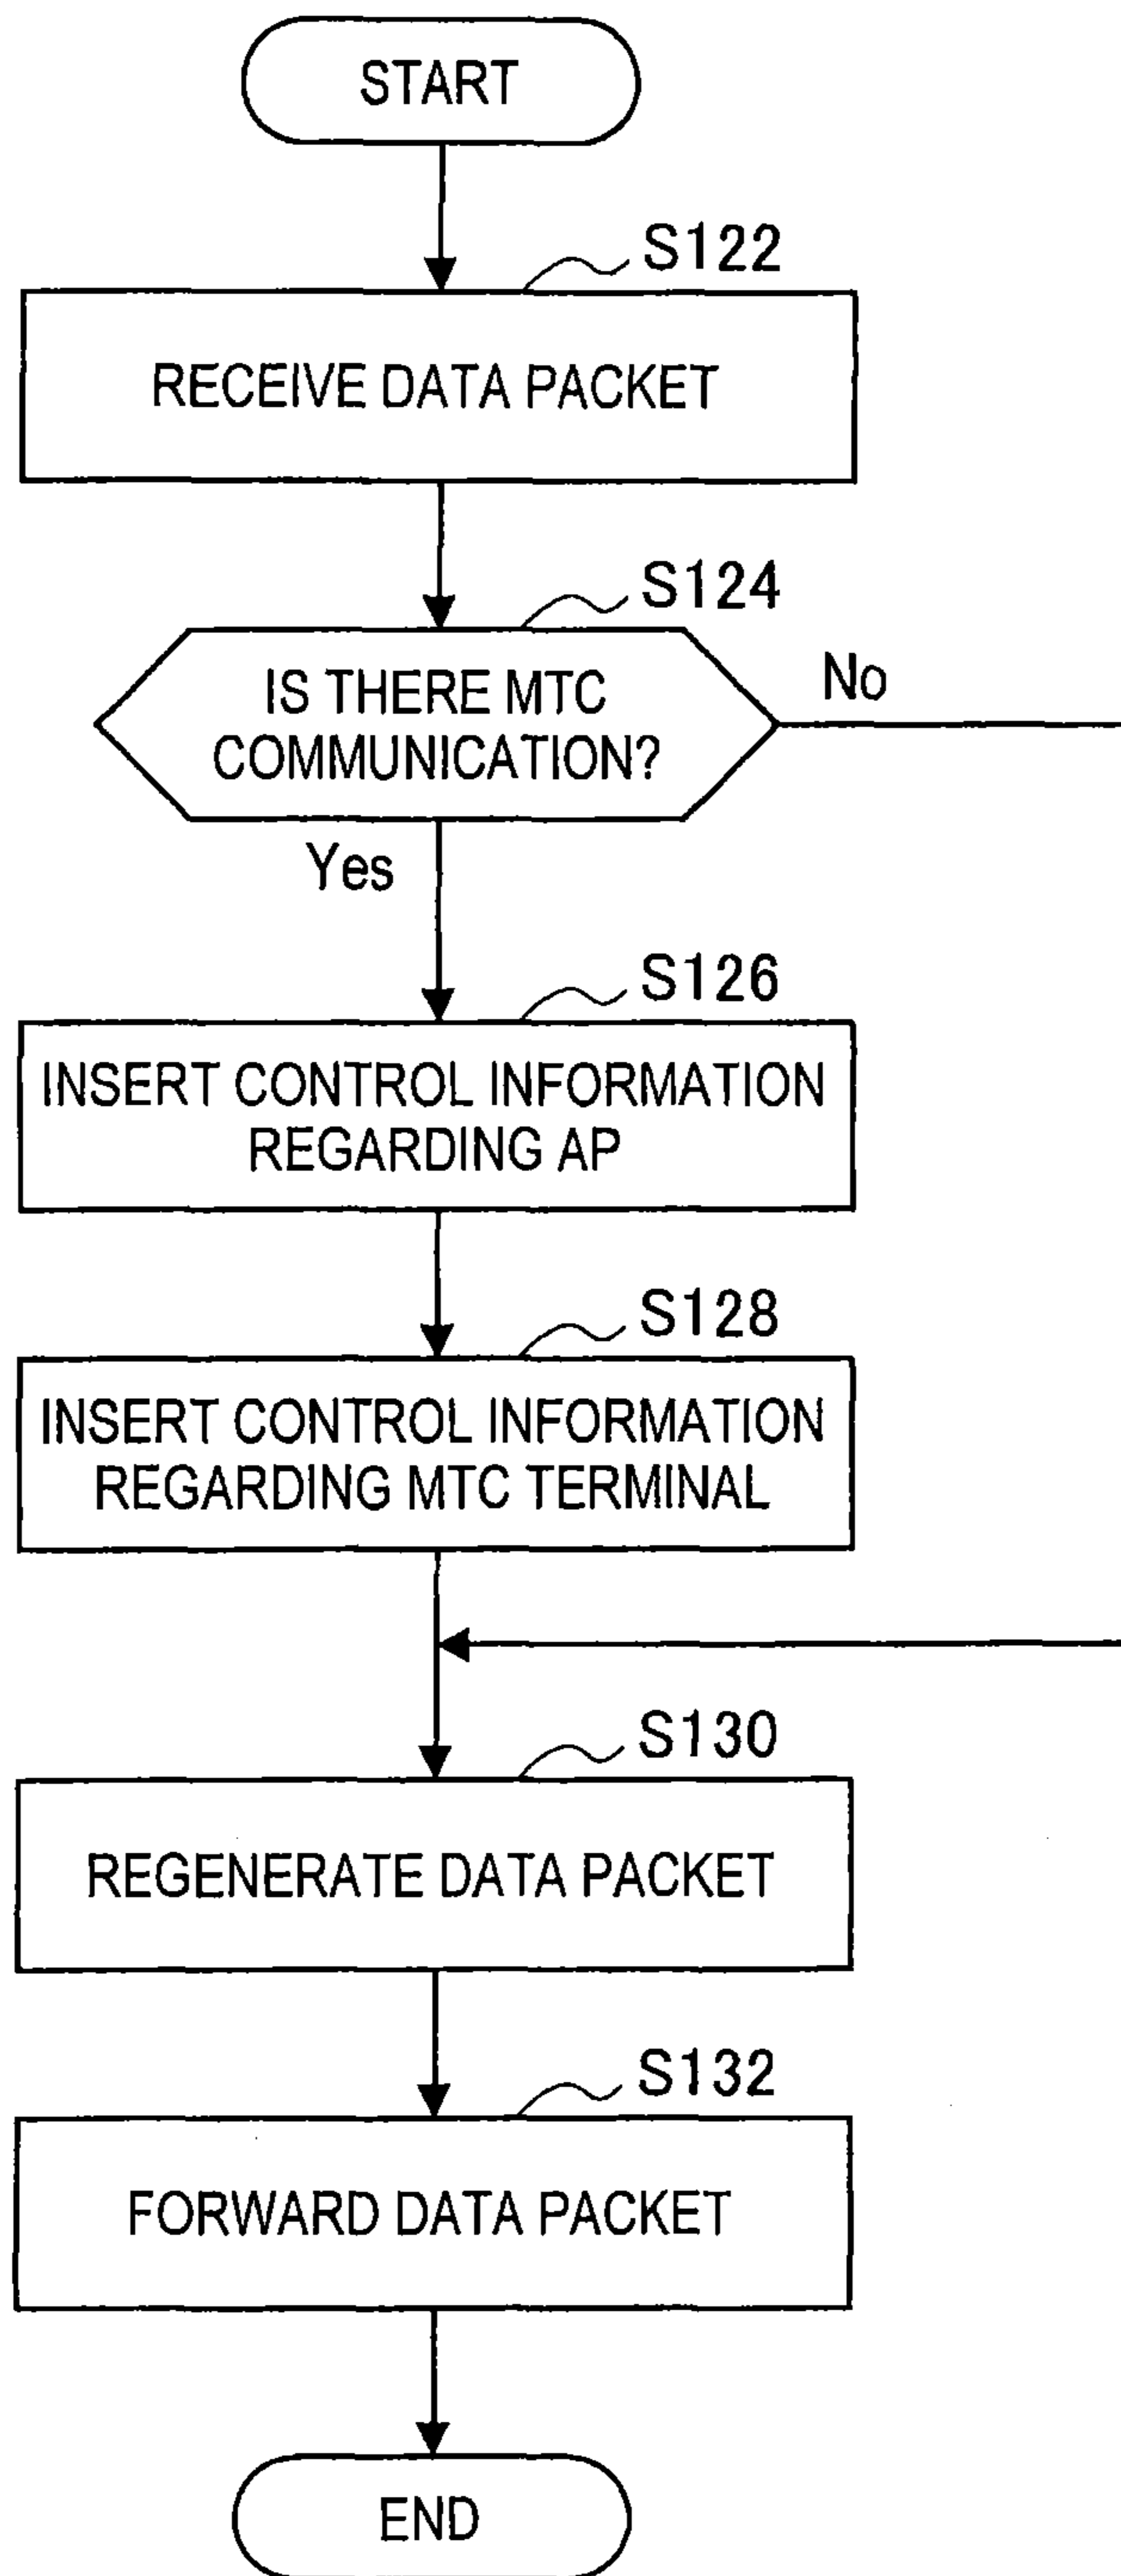 START
S122
RECEIVE DATA PACKET
S124
IS THERE MTC
COMMUNICATION?
No
Yes
S126
INSERT CONTROL INFORMATION
REGARDING AP
S128
INSERT CONTROL INFORMATION
REGARDING MTC TERMINAL
S130
REGENERATE DATA PACKET
S132
FORWARD DATA PACKET
END